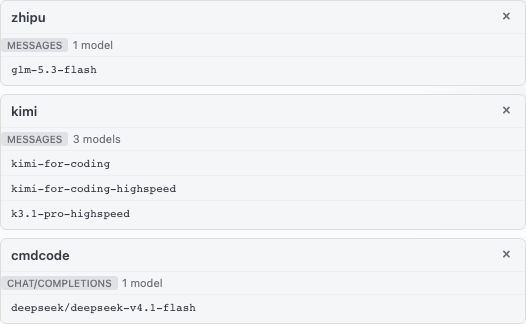 zhipu ×
MESSAGES 1 model
glm-5.3-flash
kimi ×
MESSAGES 3 models
kimi-for-coding
kimi-for-coding-highspeed
k3.1-pro-highspeed
cmdcode ×
CHAT/COMPLETIONS 1 model
deepseek/deepseek-v4.1-flash